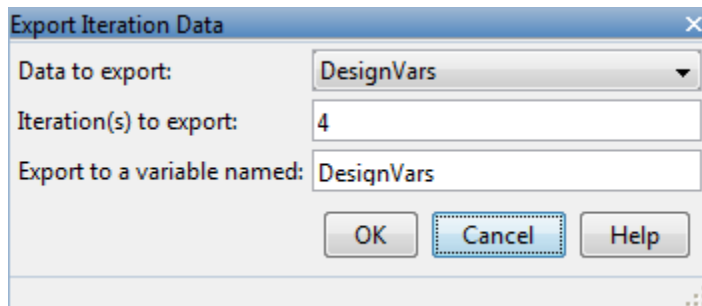 Export Iteration Data
Data to export: DesignVars
Iteration(s) to export: 4
Export to a variable named: DesignVars
OK Cancel Help